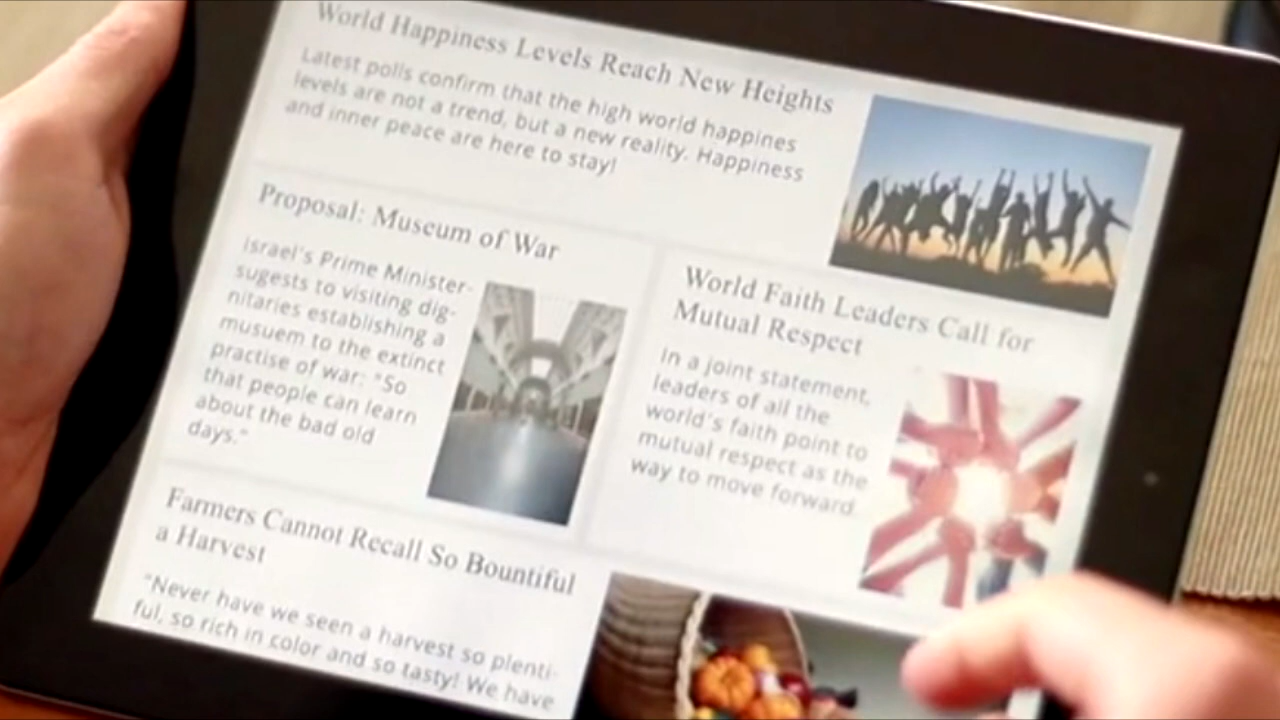 World Happiness Levels Reach New Heights
Latest polls confirm that the high world happines
levels are not a trend, but a new reality. Happiness
and inner peace are here to stay!
Proposal: Museum of War
Israel's Prime Minister-
sugests to visiting dig-
nitaries establishing a
musuem to the extinct
practise of war: "So
that people can learn
about the bad old
days."
World Faith Leaders Call for
Mutual Respect
In a joint statement,
leaders of all the
world's faith point to
mutual respect as the
way to move forward.
Farmers Cannot Recall So Bountiful
a Harvest
"Never have we seen a harvest so plenti-
ful, so rich in color and so tasty! We have